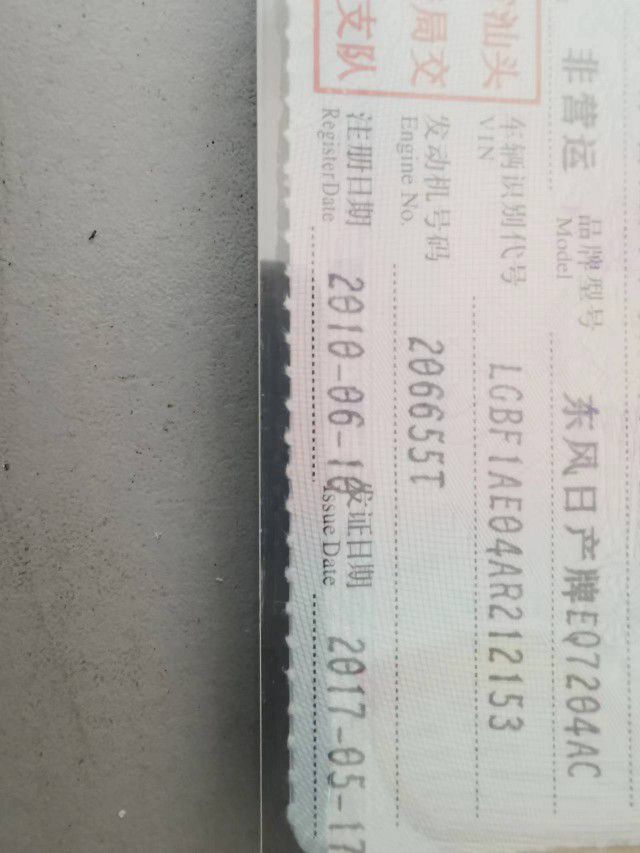 非营运
品牌型号 东风日产牌EQ7204AC
Model
汕头
车辆识别代号 LGBF1AE04AR212153
VIN
局交
发动机号码 206655T
Engine No.
支队
注册日期 2010-06-10 发证日期 2017-05-17
Register Date Issue Date